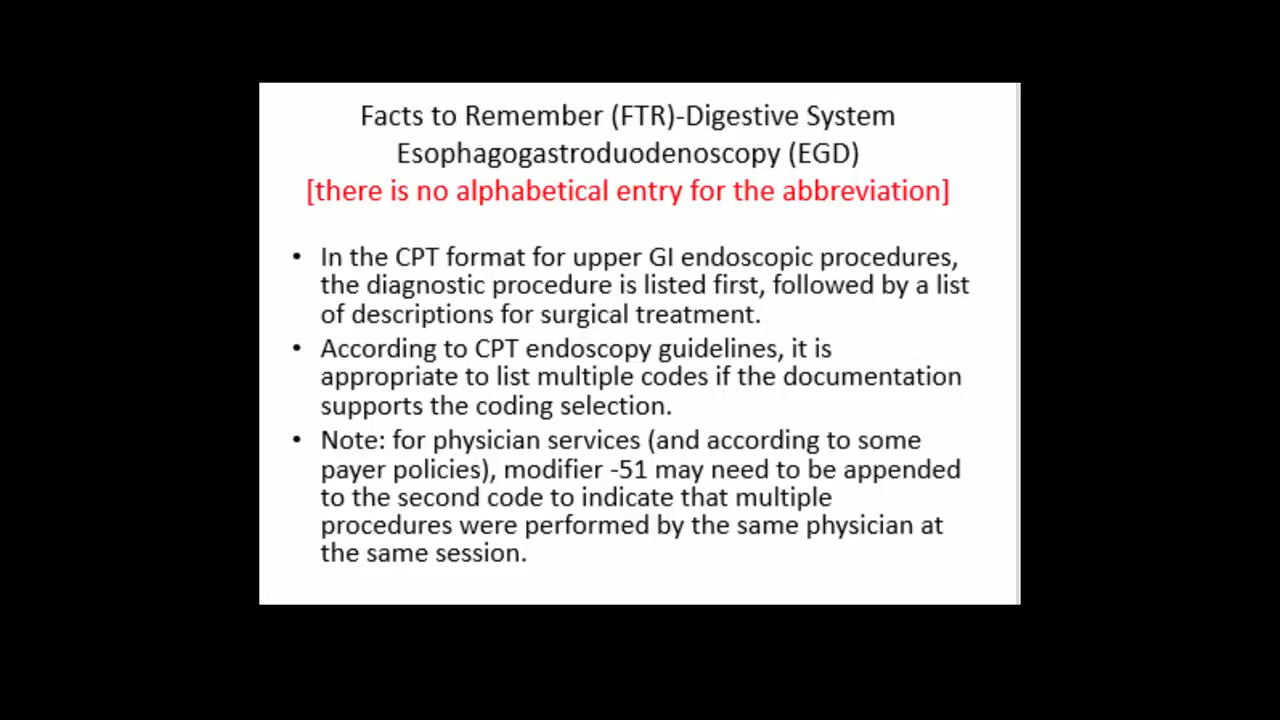 Facts to Remember (FTR)-Digestive System
Esophagogastroduodenoscopy (EGD)
[there is no alphabetical entry for the abbreviation]
• In the CPT format for upper GI endoscopic procedures,
the diagnostic procedure is listed first, followed by a list
of descriptions for surgical treatment.
• According to CPT endoscopy guidelines, it is
appropriate to list multiple codes if the documentation
supports the coding selection.
• Note: for physician services (and according to some
payer policies), modifier -51 may need to be appended
to the second code to indicate that multiple
procedures were performed by the same physician at
the same session.